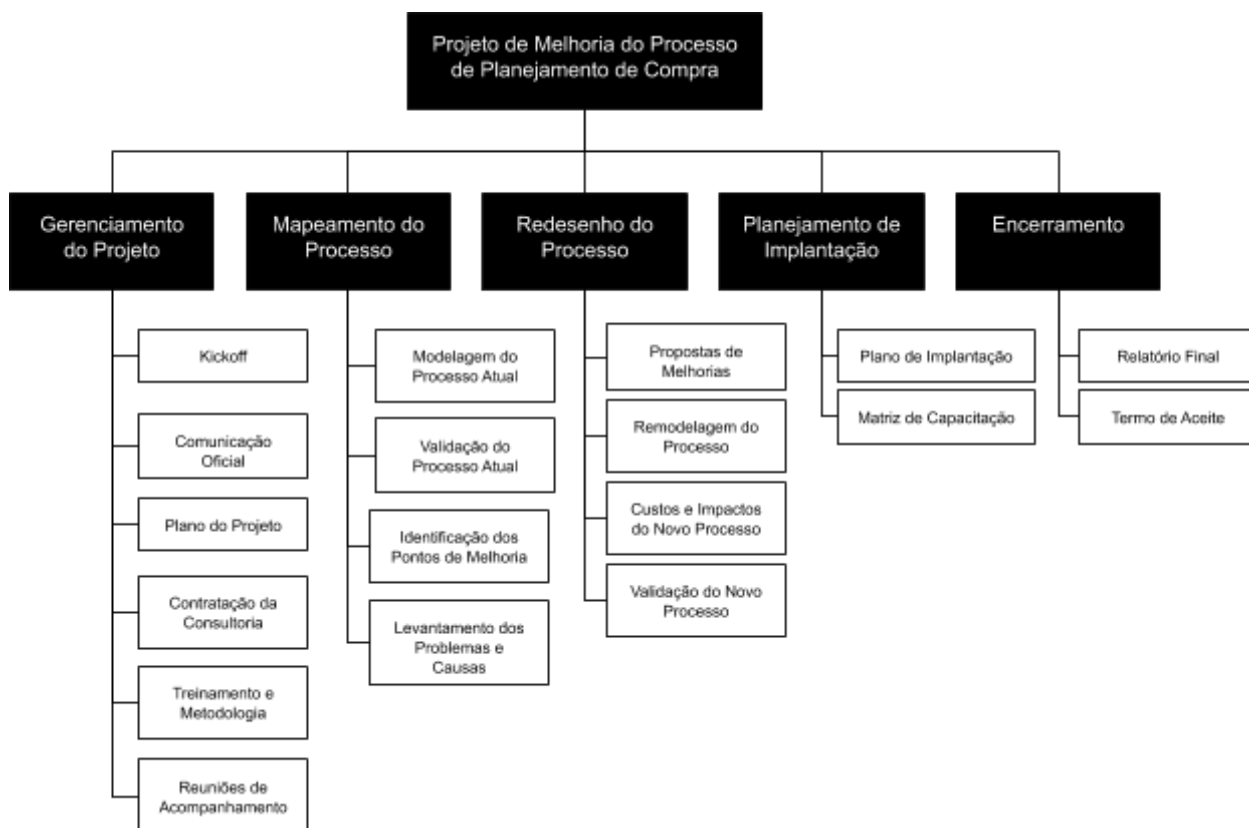 Projeto de Melhoria do Processo
de Planejamento de Compra
Gerenciamento
do Projeto
Mapeamento do
Processo
Redesenho do
Processo
Planejamento de
Implantação
Encerramento
Kickoff
Comunicação
Oficial
Plano do Projeto
Contratação da
Consultoria
Treinamento e
Metodologia
Reuniões de
Acompanhamento
Modelagem do
Processo Atual
Validação do
Processo Atual
Identificação dos
Pontos de Melhoria
Levantamento dos
Problemas e
Causas
Propostas de
Melhorias
Remodelagem do
Processo
Custos e Impactos
do Novo Processo
Validação do Novo
Processo
Plano de Implantação
Matriz de Capacitação
Relatório Final
Termo de Aceite